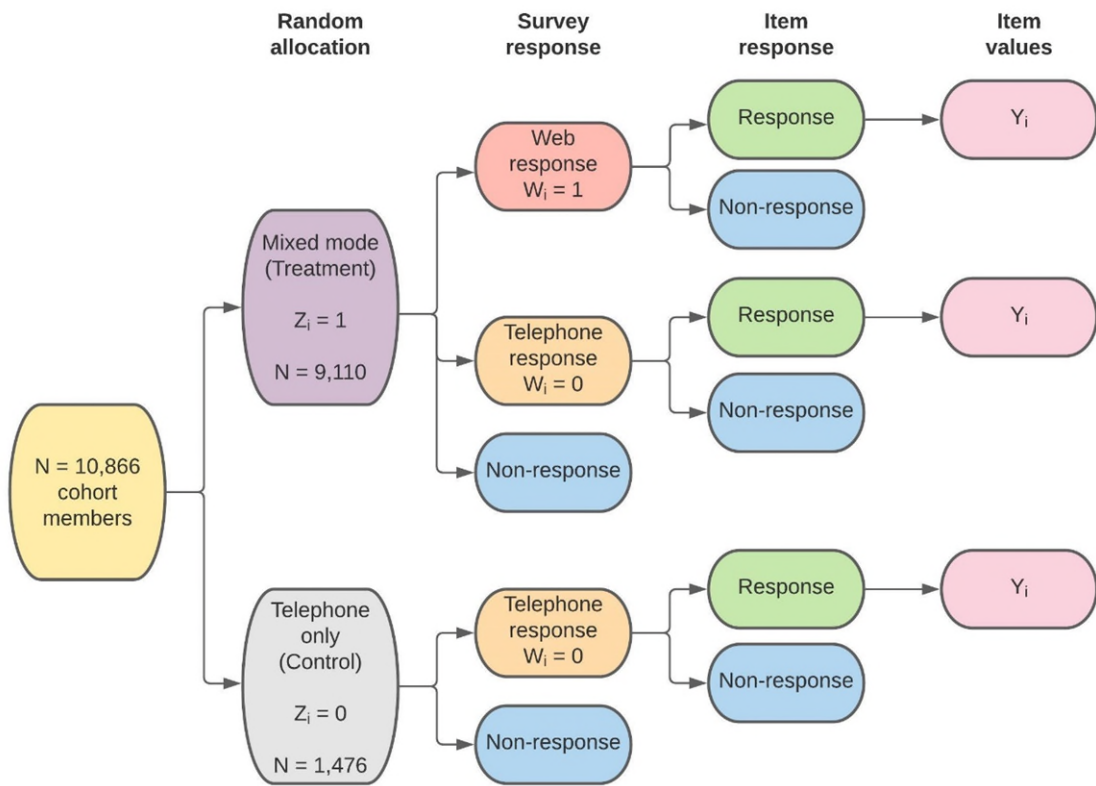 Random
allocation
Survey
response
Item
response
Item
values
N = 10,866
cohort
members
Mixed mode
(Treatment)
Zᵢ = 1
N = 9,110
Telephone
only
(Control)
Zᵢ = 0
N = 1,476
Web
response
Wᵢ = 1
Telephone
response
Wᵢ = 0
Non-response
Telephone
response
Wᵢ = 0
Non-response
Response
Non-response
Response
Non-response
Response
Non-response
Yᵢ
Yᵢ
Yᵢ